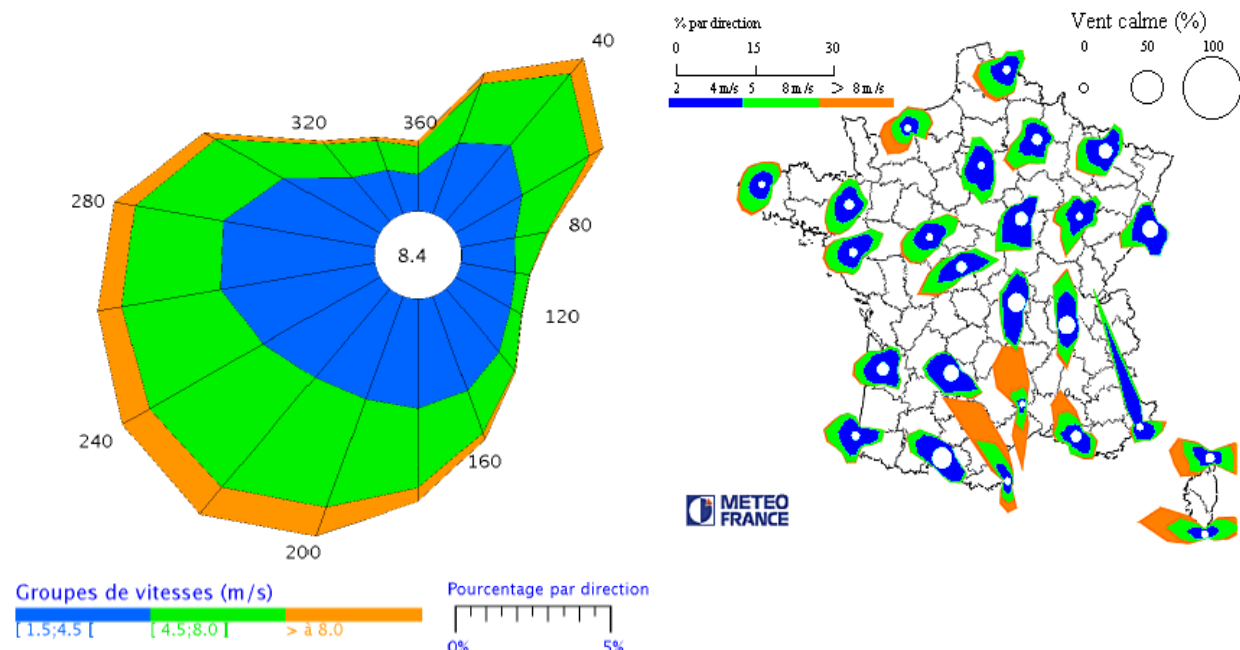 40
320
360
280
80
8.4
120
240
160
200
Groupes de vitesses (m/s)
[ 1.5;4.5 [
[ 4.5;8.0 ]
> à 8.0
Pourcentage par direction
0%
5%
% par direction
0 15 30
2 4 m/s 5 8 m/s > 8 m/s
Vent calme (%)
0 50 100
METEO
FRANCE